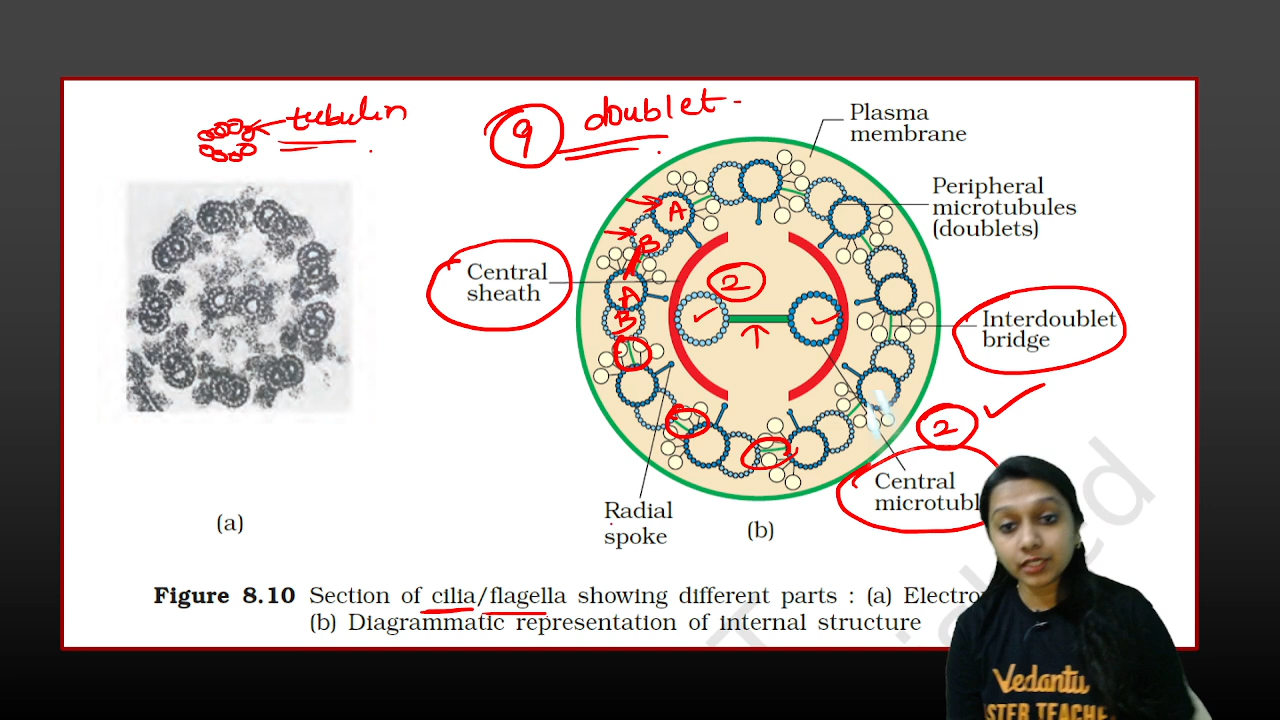 tubulin
9 doublet
Plasma
membrane
Peripheral
microtubules
(doublets)
A
B
Central
sheath
2
A
B
Interdoublet
bridge
2
Central
microtubl
Radial
spoke
(a)
(b)
Figure 8.10 Section of cilia/flagella showing different parts : (a) Electro
(b) Diagrammatic representation of internal structure
Vedantu
ASTER TEACHE